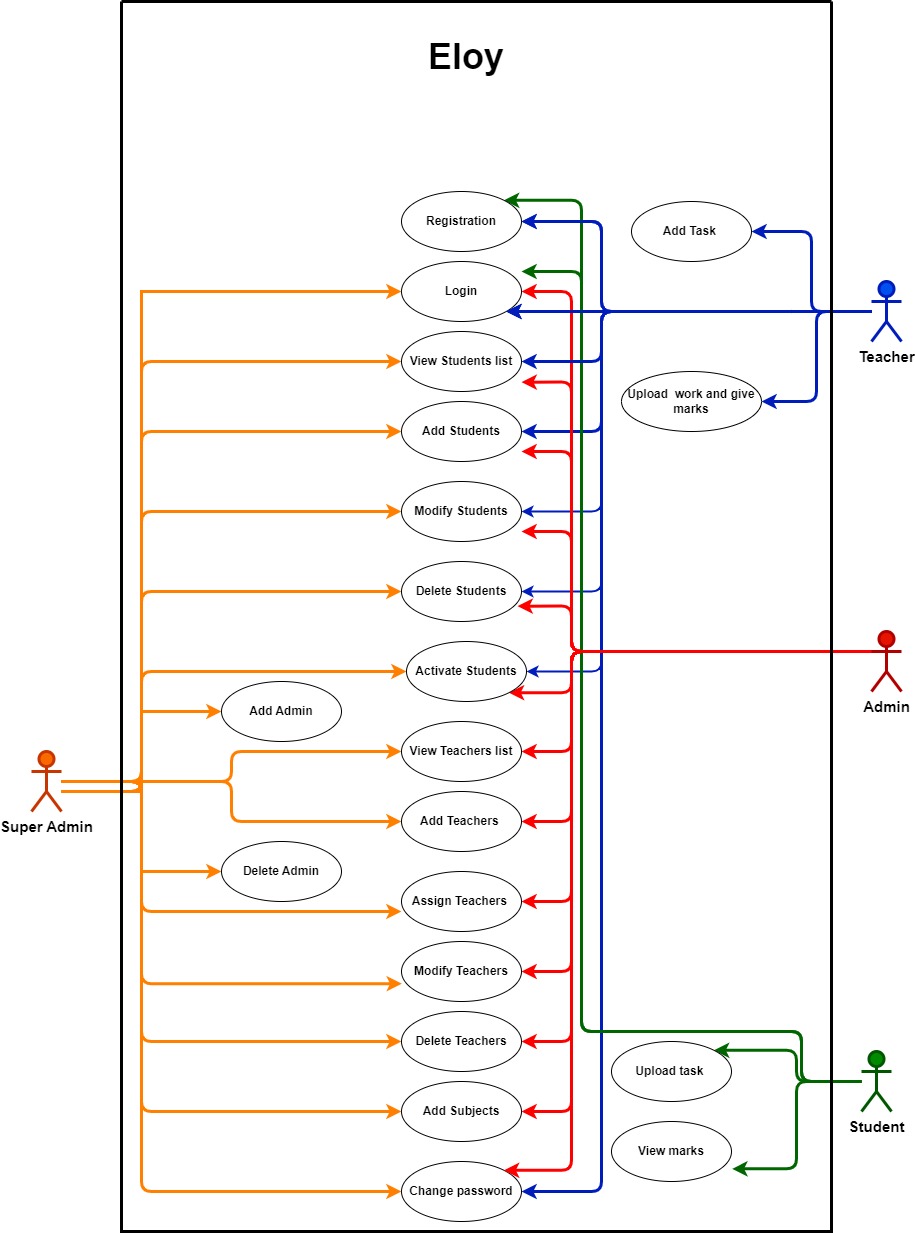 Eloy
Registration
Add Task
Login
Teacher
View Students list
Upload  work and give
marks
Add Students
Modify Students
Delete Students
Activate Students
Admin
Add Admin
View Teachers list
Super Admin
Add Teachers
Delete Admin
Assign Teachers
Modify Teachers
Delete Teachers
Upload task
Add Subjects
Student
View marks
Change password